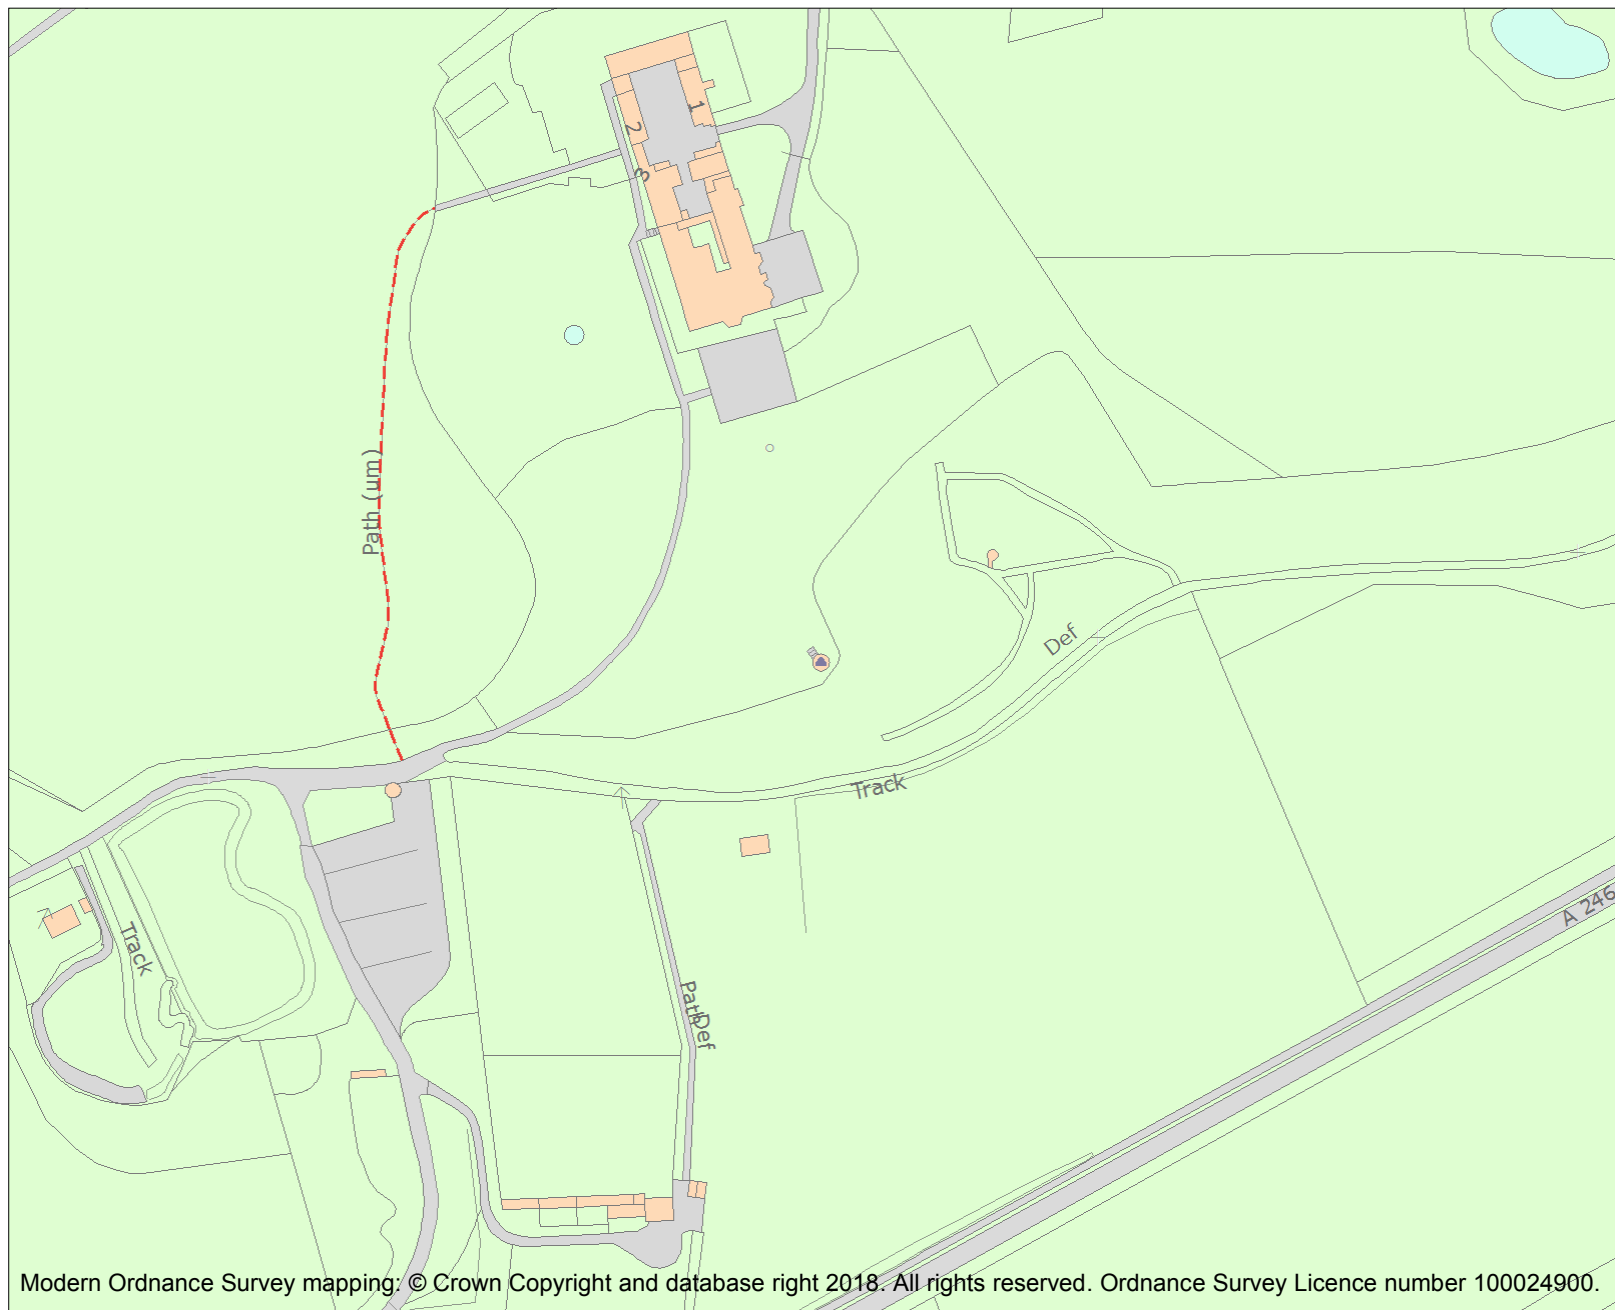 1
2
3
Path (um)
Def
Track
A 246
Track
Path
Def
Modern Ordnance Survey mapping: © Crown Copyright and database right 2018. All rights reserved. Ordnance Survey Licence number 100024900.